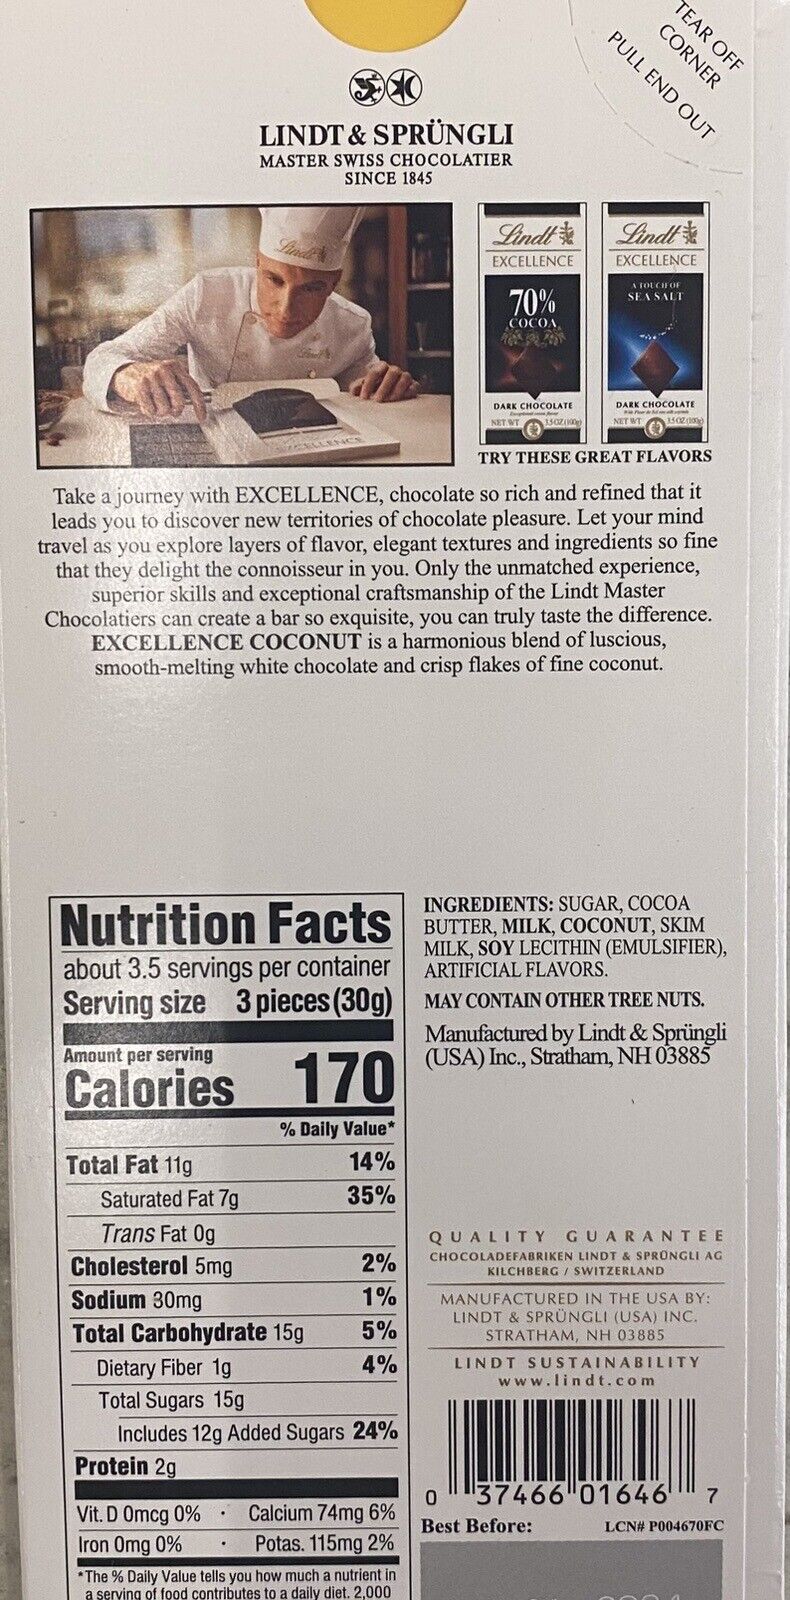 TEAR OFF
CORNER
PULL END OUT
LINDT & SPRÜNGLI
MASTER SWISS CHOCOLATIER
SINCE 1845
Lindt
Lindt
EXCELLENCE
Lindt
EXCELLENCE
70%
COCOA
DARK CHOCOLATE
NET WT 3.5 OZ (100g)
Lindt
EXCELLENCE
A TOUCH OF
SEA SALT
DARK CHOCOLATE
NET WT 3.5 OZ (100g)
TRY THESE GREAT FLAVORS
Take a journey with EXCELLENCE, chocolate so rich and refined that it
leads you to discover new territories of chocolate pleasure. Let your mind
travel as you explore layers of flavor, elegant textures and ingredients so fine
that they delight the connoisseur in you. Only the unmatched experience,
superior skills and exceptional craftsmanship of the Lindt Master
Chocolatiers can create a bar so exquisite, you can truly taste the difference.
EXCELLENCE COCONUT is a harmonious blend of luscious,
smooth-melting white chocolate and crisp flakes of fine coconut.
Nutrition Facts
about 3.5 servings per container
Serving size 3 pieces (30g)
Amount per serving
Calories 170
% Daily Value*
Total Fat 11g 14%
Saturated Fat 7g 35%
Trans Fat 0g
Cholesterol 5mg 2%
Sodium 30mg 1%
Total Carbohydrate 15g 5%
Dietary Fiber 1g 4%
Total Sugars 15g
Includes 12g Added Sugars 24%
Protein 2g
Vit. D 0mcg 0% · Calcium 74mg 6%
Iron 0mg 0% · Potas. 115mg 2%
*The % Daily Value tells you how much a nutrient in
a serving of food contributes to a daily diet. 2,000
INGREDIENTS: SUGAR, COCOA
BUTTER, MILK, COCONUT, SKIM
MILK, SOY LECITHIN (EMULSIFIER),
ARTIFICIAL FLAVORS.
MAY CONTAIN OTHER TREE NUTS.
Manufactured by Lindt & Sprüngli
(USA) Inc., Stratham, NH 03885
QUALITY GUARANTEE
CHOCOLADEFABRIKEN LINDT & SPRÜNGLI AG
KILCHBERG / SWITZERLAND
MANUFACTURED IN THE USA BY:
LINDT & SPRÜNGLI (USA) INC.
STRATHAM, NH 03885
LINDT SUSTAINABILITY
www.lindt.com
0 37466 01646 7
Best Before: LCN# P004670FC